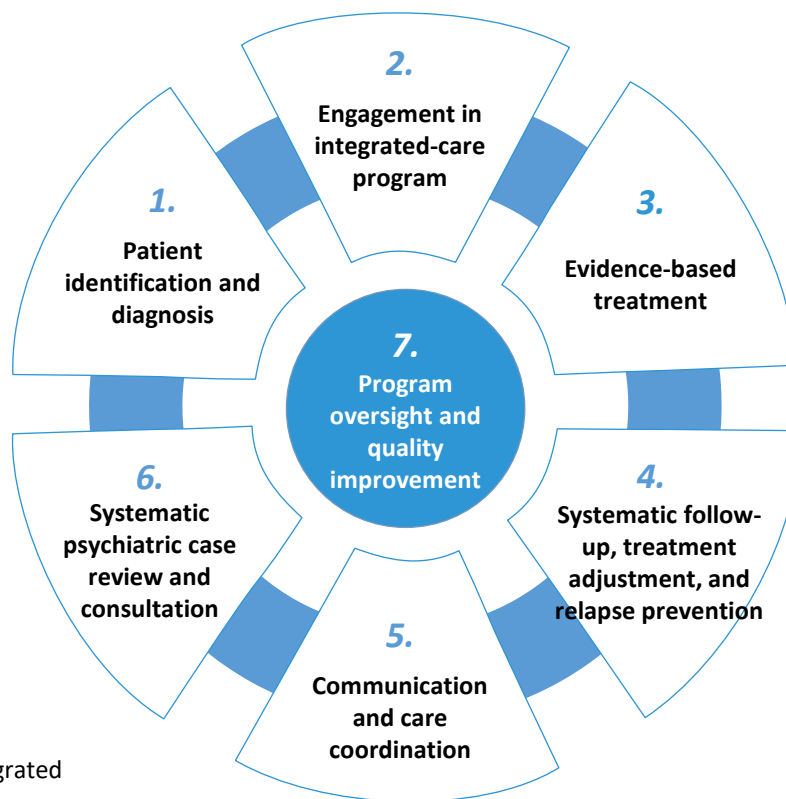 1.
Patient
identification and
diagnosis
2.
Engagement in
integrated-care
program
3.
Evidence-based
treatment
4.
Systematic follow-
up, treatment
adjustment, and
relapse prevention
5.
Communication
and care
coordination
6.
Systematic
psychiatric case
review and
consultation
7.
Program
oversight and
quality
improvement
grated